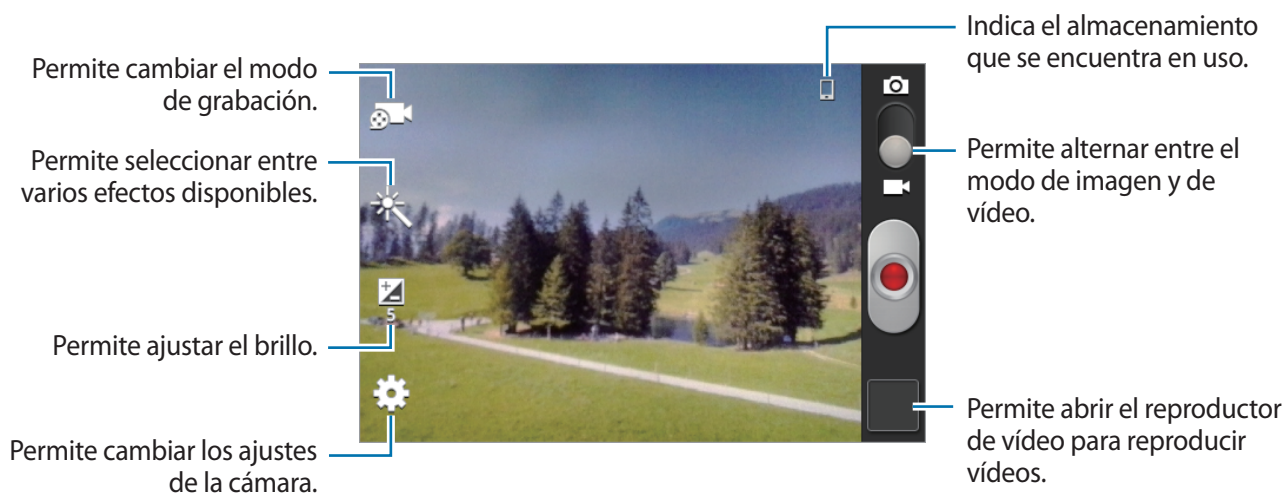 Permite cambiar el modo
de grabación.
Permite seleccionar entre
varios efectos disponibles.
5
Permite ajustar el brillo.
Permite cambiar los ajustes
de la cámara.
Indica el almacenamiento
que se encuentra en uso.
Permite alternar entre el
modo de imagen y de
vídeo.
Permite abrir el reproductor
de vídeo para reproducir
vídeos.